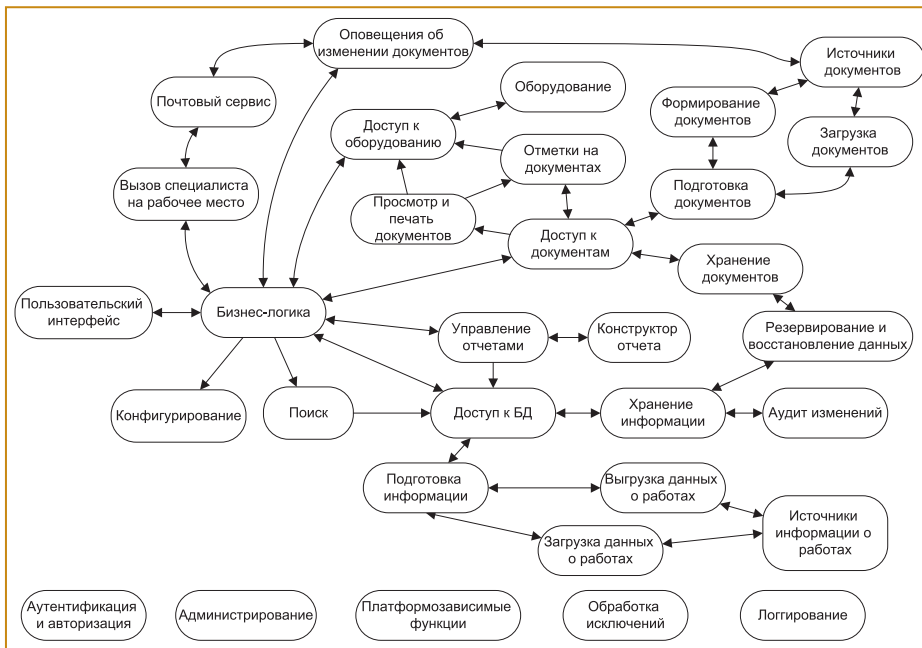 Оповещения об
изменении документов
Источники
документов
Почтовый сервис
Оборудование
Формирование
документов
Доступ к
оборудованию
Загрузка
документов
Отметки на
документах
Вызов специалиста
на рабочее место
Подготовка
документов
Просмотр и
печать
документов
Доступ к
документам
Хранение
документов
Пользовательский
интерфейс
Бизнес-логика
Управление
отчетами
Конструктор
отчета
Резервирование и
восстановление данных
Конфигурирование
Поиск
Доступ к БД
Хранение
информации
Аудит изменений
Подготовка
информации
Выгрузка данных
о работах
Источники
информации о
работах
Загрузка данных
о работах
Аутентификация
и авторизация
Администрирование
Платформозависимые
функции
Обработка
исключений
Логгирование